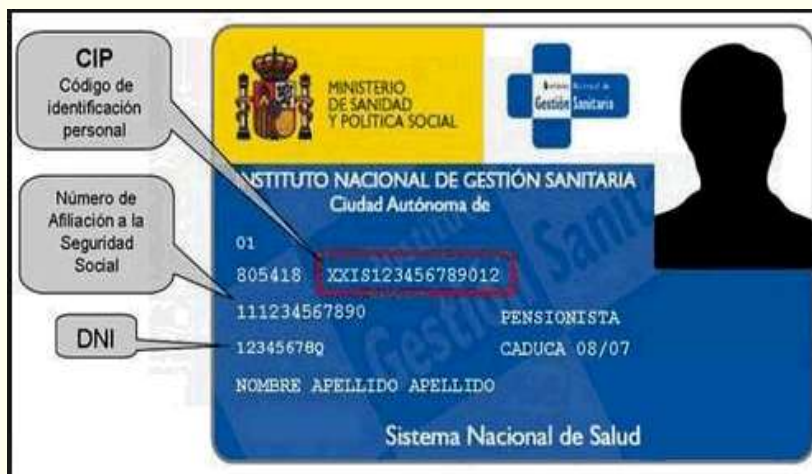 CIP
Código de
identificación
personal
Número de
Afiliación a la
Seguridad
Social
DNI
MINISTERIO
DE SANIDAD
Y POLÍTICA SOCIAL
Gestión Sanitaria
INSTITUTO NACIONAL DE GESTIÓN SANITARIA
Ciudad Autónoma de
01
805418 XXIS123456789012
111234567890
PENSIONISTA
12345678Q
CADUCA 08/07
NOMBRE APELLIDO APELLIDO
Sistema Nacional de Salud